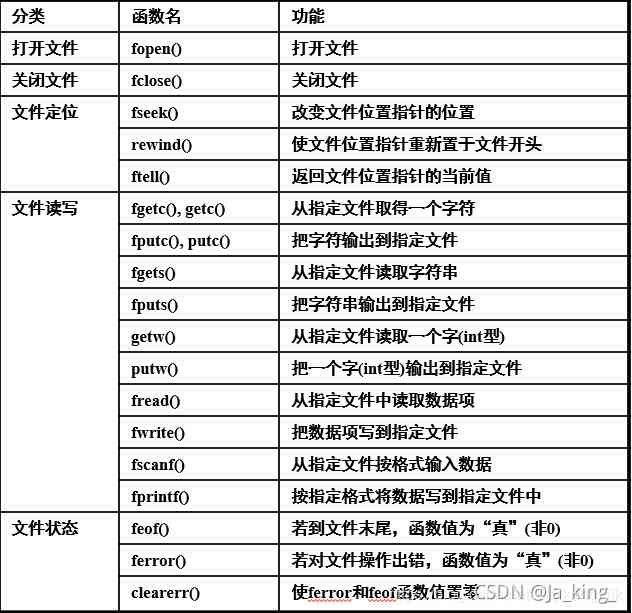 分类 函数名 功能
打开文件 fopen() 打开文件
关闭文件 fclose() 关闭文件
文件定位 fseek() 改变文件位置指针的位置
rewind() 使文件位置指针重新置于文件开头
ftell() 返回文件位置指针的当前值
文件读写 fgetc(), getc() 从指定文件取得一个字符
fputc(), putc() 把字符输出到指定文件
fgets() 从指定文件读取字符串
fputs() 把字符串输出到指定文件
getw() 从指定文件读取一个字(int型)
putw() 把一个字(int型)输出到指定文件
fread() 从指定文件中读取数据项
fwrite() 把数据项写到指定文件
fscanf() 从指定文件按格式输入数据
fprintf() 按指定格式将数据写到指定文件中
文件状态 feof() 若到文件末尾，函数值为“真”(非0)
ferror() 若对文件操作出错，函数值为“真”(非0)
clearerr() 使ferror和feof函数值置零
CSDN @ja_king_